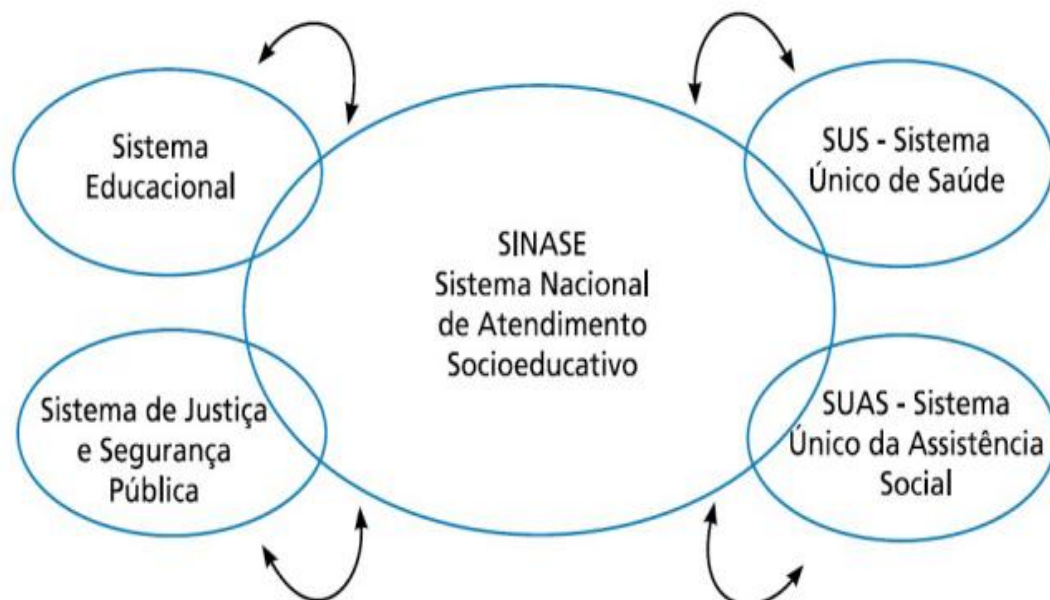 Sistema
Educacional
SUS - Sistema
Único de Saúde
SINASE
Sistema Nacional
de Atendimento
Socioeducativo
Sistema de Justiça
e Segurança
Pública
SUAS - Sistema
Único da Assistência
Social